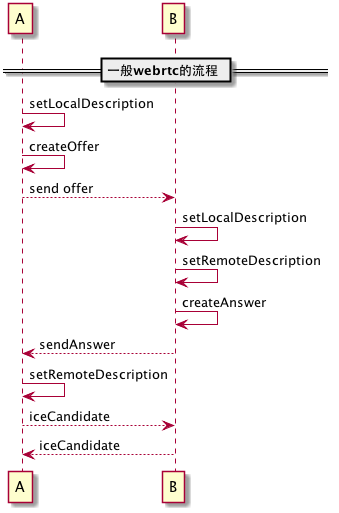 A B
一般webrtc的流程
setLocalDescription
createOffer
send offer
setLocalDescription
setRemoteDescription
createAnswer
sendAnswer
setRemoteDescription
iceCandidate
iceCandidate
A B